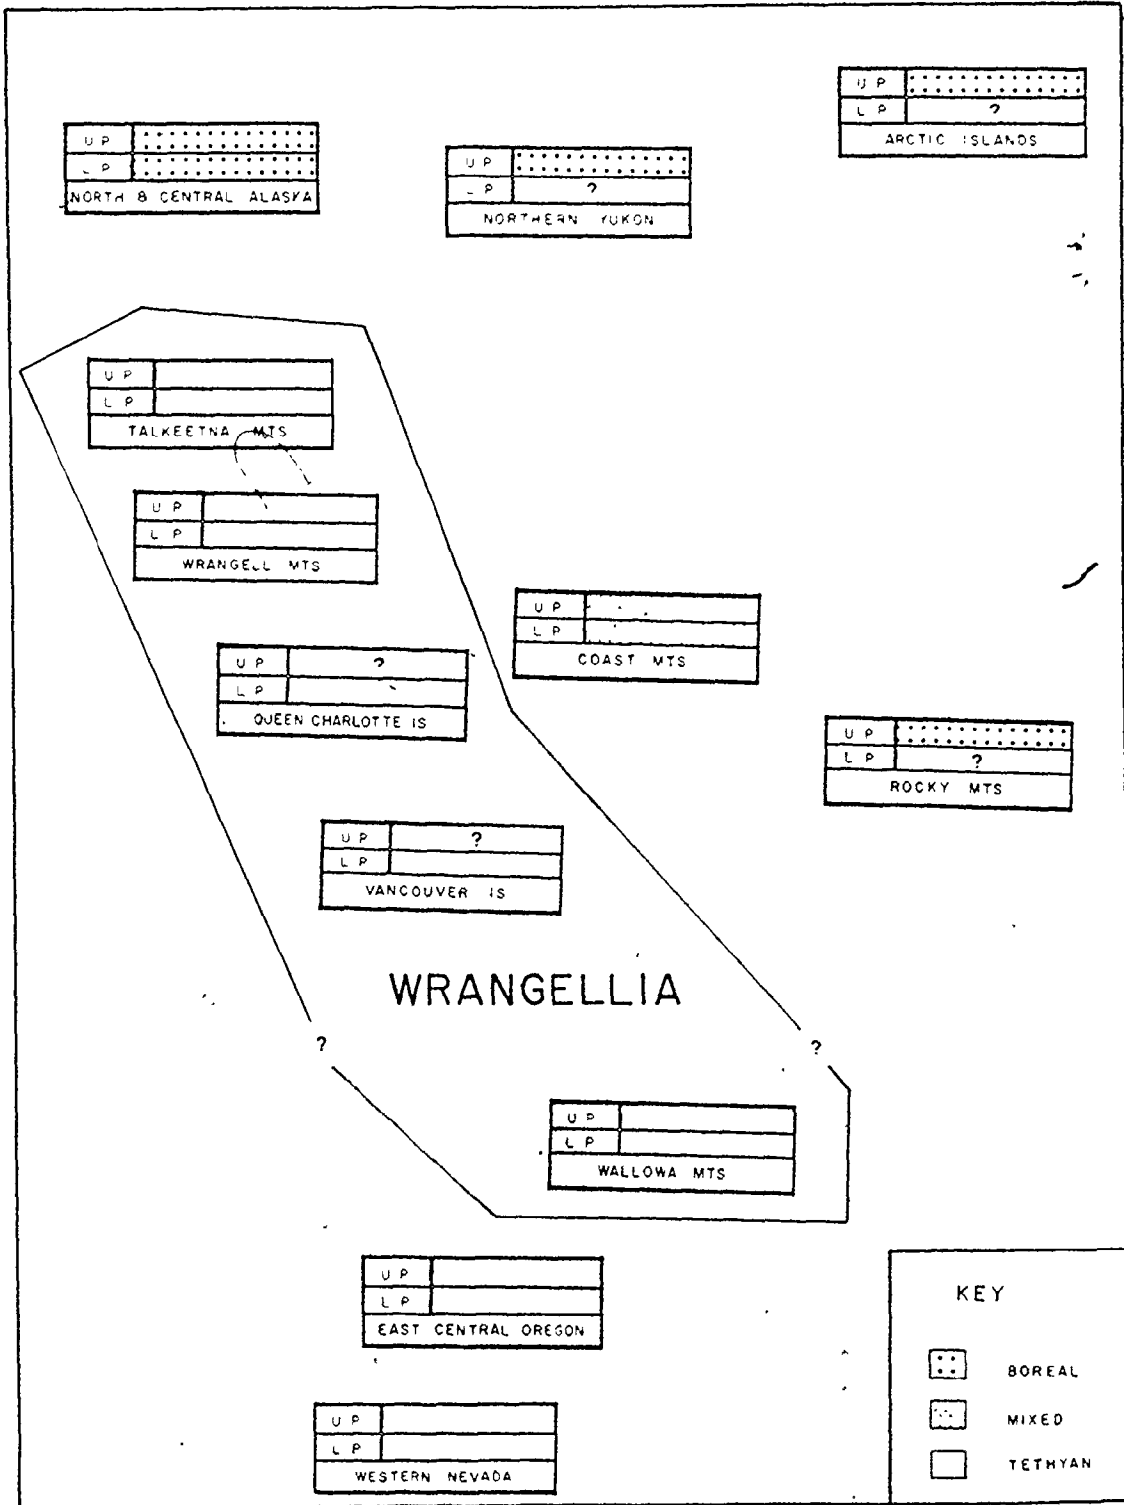 U P
L P ?
ARCTIC ISLANDS
U P
L P
NORTH & CENTRAL ALASKA
U P
L P ?
NORTHERN YUKON
U P
L P
TALKEETNA MTS
U P
L P
WRANGELL MTS
U P
L P
COAST MTS
U P ?
L P
QUEEN CHARLOTTE IS
U P
L P ?
ROCKY MTS
U P ?
L P
VANCOUVER IS
WRANGELLIA
?
?
U P
L P
WALLOWA MTS
U P
L P
EAST CENTRAL OREGON
U P
L P
WESTERN NEVADA
KEY
BOREAL
MIXED
TETHYAN